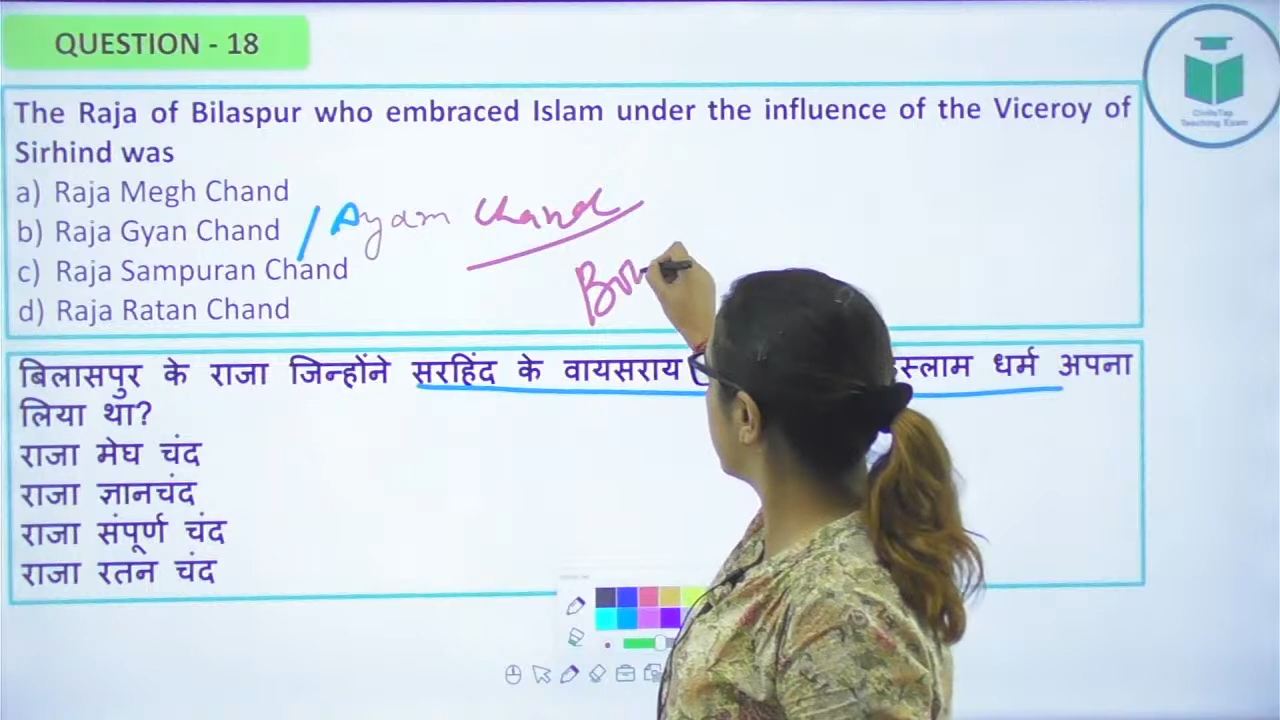 QUESTION - 18
The Raja of Bilaspur who embraced Islam under the influence of the Viceroy of
Sirhind was
a) Raja Megh Chand
b) Raja Gyan Chand / Ayam Chand
c) Raja Sampuran Chand
d) Raja Ratan Chand
बिलासपुर के राजा जिन्होंने सरहिंद के वायसराय स्लाम धर्म अपना
लिया था?
राजा मेघ चंद
राजा ज्ञानचंद
राजा संपूर्ण चंद
राजा रतन चंद
Teaching Exam